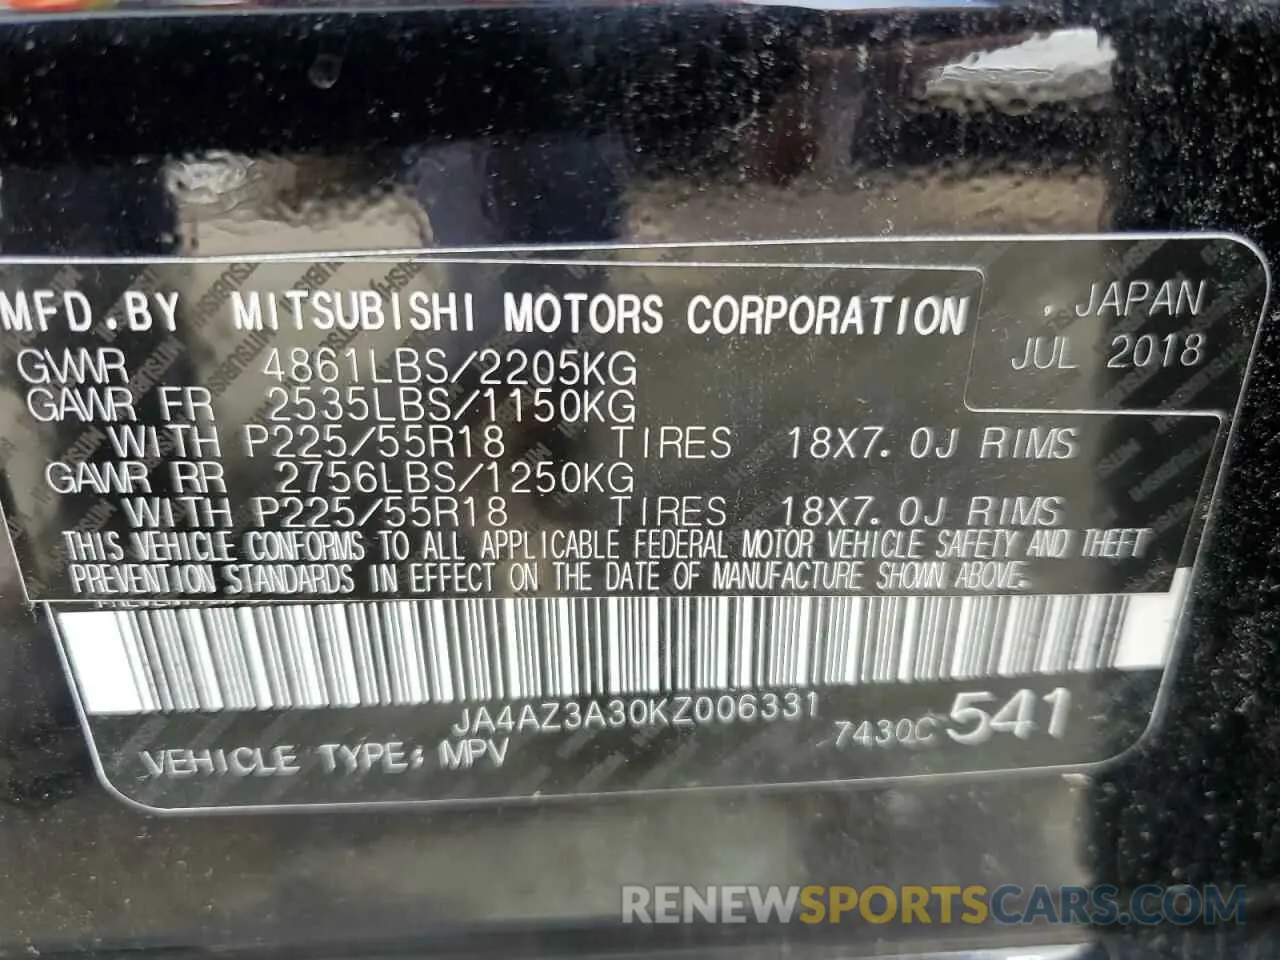 MFD.BY MITSUBISHI MOTORS CORPORATION , JAPAN
JUL 2018
GVWR 4861LBS/2205KG
GAWR FR 2535LBS/1150KG
WITH P225/55R18 TIRES 18X7.0J RIMS
GAWR RR 2756LBS/1250KG
WITH P225/55R18 TIRES 18X7.0J RIMS
THIS VEHICLE CONFORMS TO ALL APPLICABLE FEDERAL MOTOR VEHICLE SAFETY AND THEFT
PREVENTION STANDARDS IN EFFECT ON THE DATE OF MANUFACTURE SHOWN ABOVE.
JA4AZ3A30KZ006331
7430C 541
VEHICLE TYPE: MPV
RENEWSPORTSCARS.COM